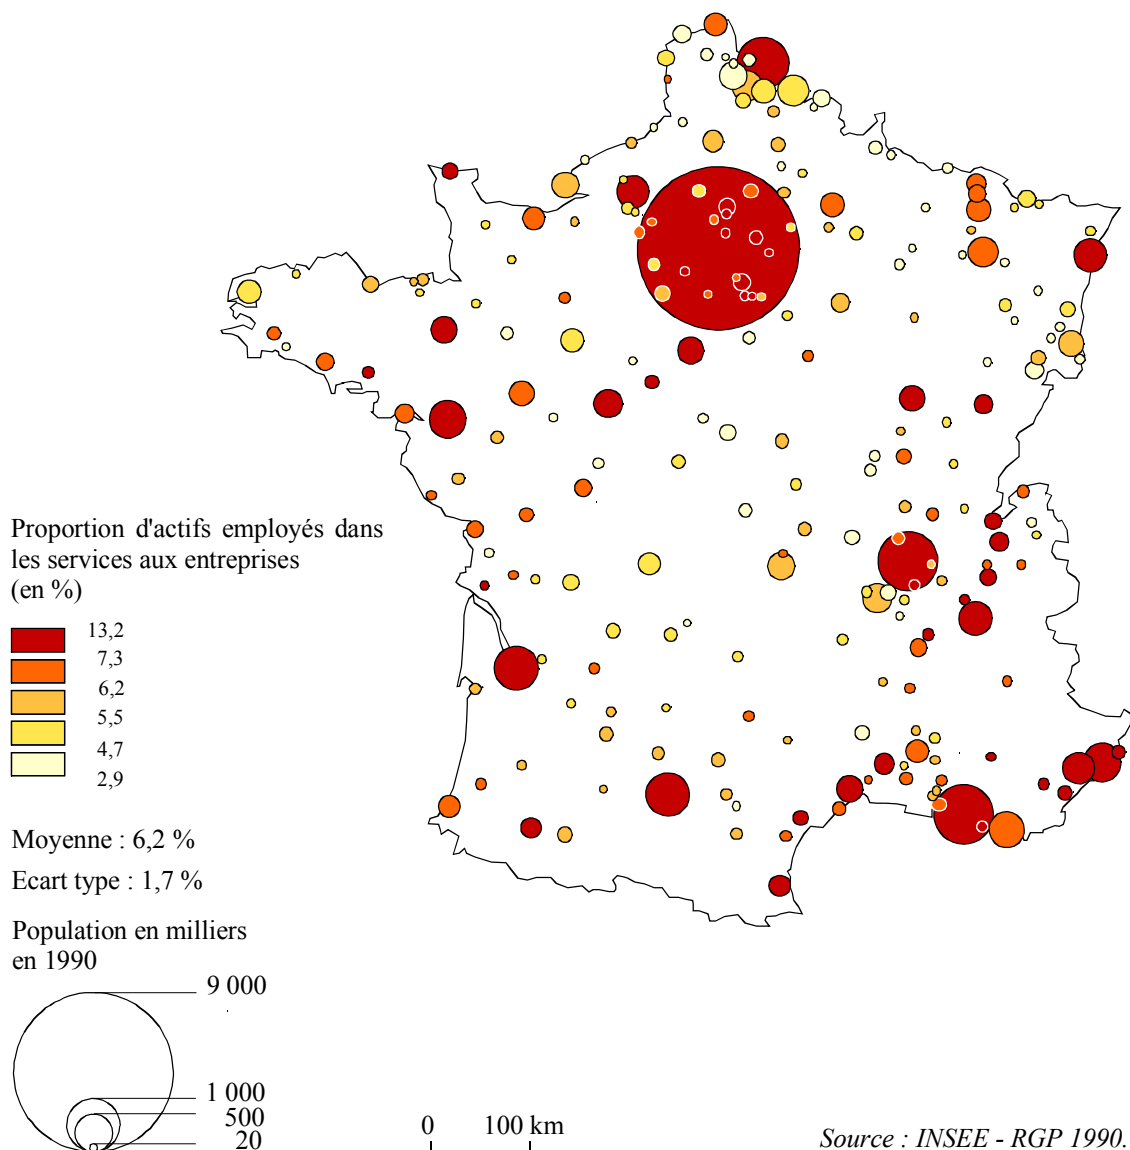 Proportion d'actifs employés dans
les services aux entreprises
(en %)
13,2
7,3
6,2
5,5
4,7
2,9
Moyenne : 6,2 %
Ecart type : 1,7 %
Population en milliers
en 1990
9 000
1 000
500
20
0 100 km
Source : INSEE - RGP 1990.